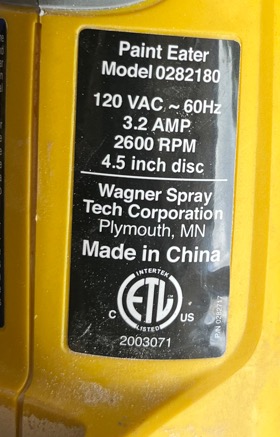 Paint Eater
Model 0282180
120 VAC ~ 60Hz
3.2 AMP
2600 RPM
4.5 inch disc
Wagner Spray
Tech Corporation
Plymouth, MN
Made in China
INTERTEK
ETL
C US
LISTED
2003071